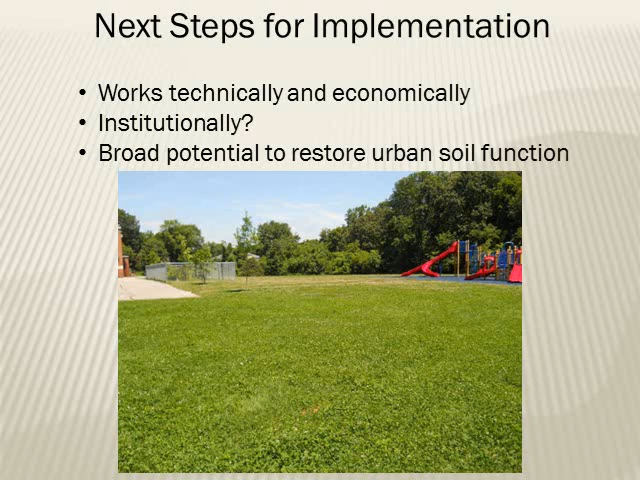 Next Steps for Implementation
• Works technically and economically
• Institutionally?
• Broad potential to restore urban soil function